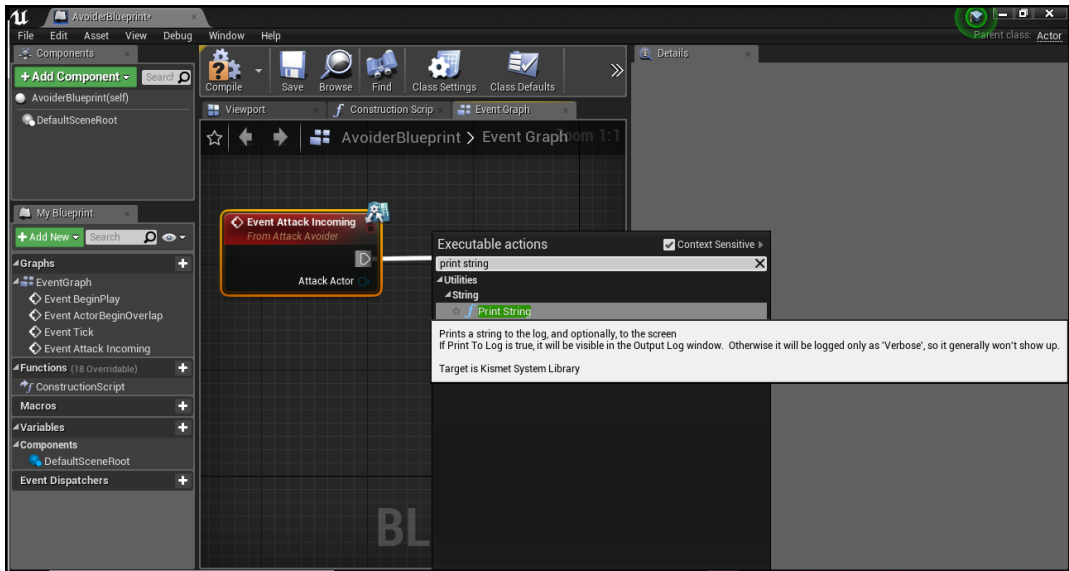 AvoiderBlueprint*
File Edit Asset View Debug Window Help
Parent class: Actor
Components
+Add Component
Search
AvoiderBlueprint(self)
DefaultSceneRoot
Compile
Save
Browse
Find
Class Settings
Class Defaults
Details
Viewport
Construction Scrip
Event Graph
AvoiderBlueprint > Event Graph
Zoom 1:1
My Blueprint
+Add New
Search
Graphs
EventGraph
Event BeginPlay
Event ActorBeginOverlap
Event Tick
Event Attack Incoming
Functions (18 Overridable)
ConstructionScript
Macros
Variables
Components
DefaultSceneRoot
Event Dispatchers
Event Attack Incoming
From Attack Avoider
Attack Actor
Executable actions
Context Sensitive
print string
Utilities
String
Print String
Prints a string to the log, and optionally, to the screen
If Print To Log is true, it will be visible in the Output Log window. Otherwise it will be logged only as 'Verbose', so it generally won't show up.
Target is Kismet System Library
BL